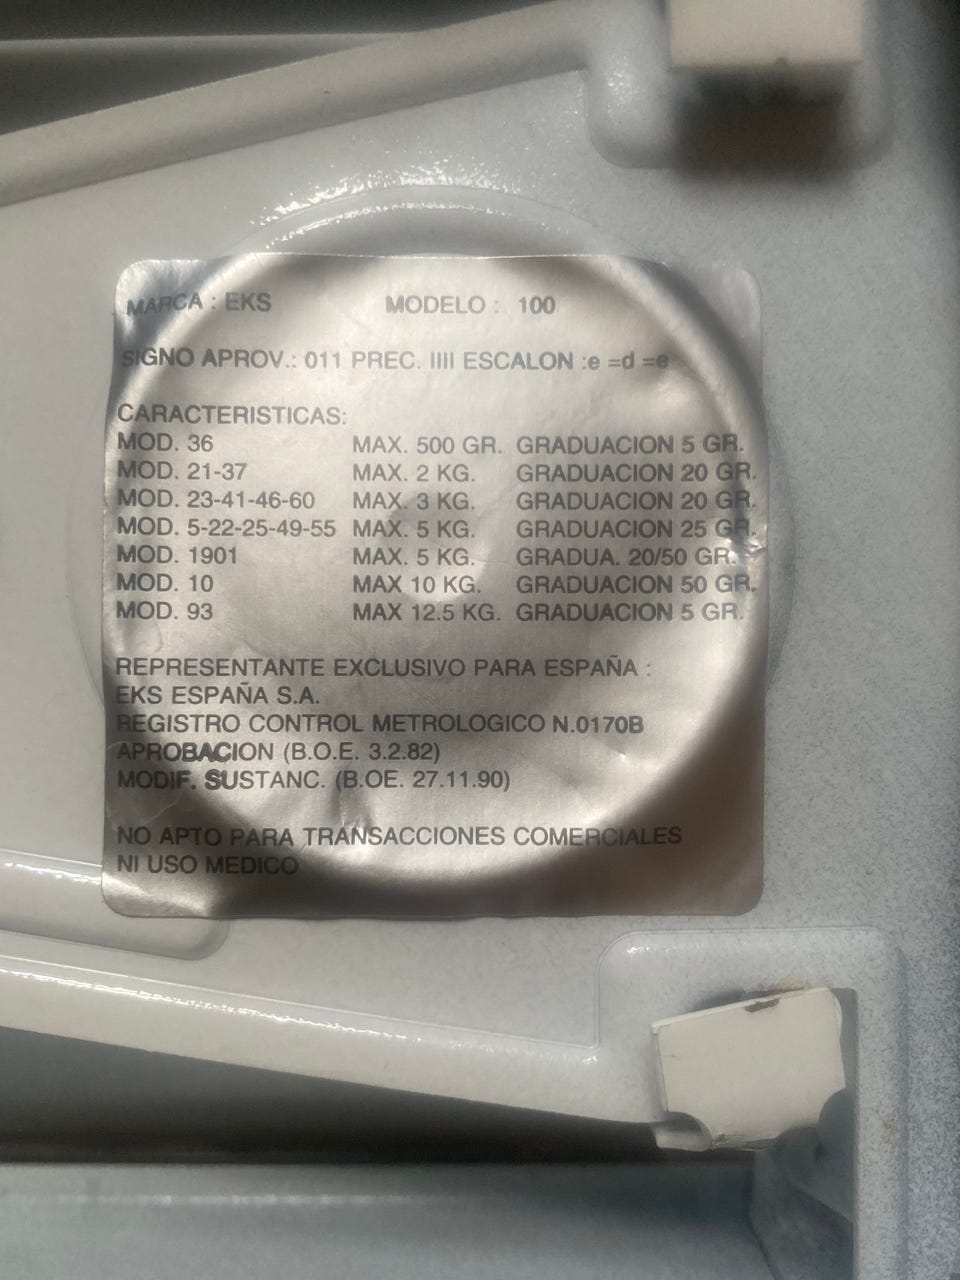 MARCA : EKS MODELO : 100
SIGNO APROV.: 011 PREC. IIII ESCALON :e =d =e
CARACTERISTICAS:
MOD. 36 MAX. 500 GR. GRADUACION 5 GR.
MOD. 21-37 MAX. 2 KG. GRADUACION 20 GR.
MOD. 23-41-46-60 MAX. 3 KG. GRADUACION 20 GR.
MOD. 5-22-25-49-55 MAX. 5 KG. GRADUACION 25 GR.
MOD. 1901 MAX. 5 KG. GRADUA. 20/50 GR.
MOD. 10 MAX 10 KG. GRADUACION 50 GR.
MOD. 93 MAX 12.5 KG. GRADUACION 5 GR.
REPRESENTANTE EXCLUSIVO PARA ESPAÑA :
EKS ESPAÑA S.A.
REGISTRO CONTROL METROLOGICO N.0170B
APROBACION (B.O.E. 3.2.82)
MODIF. SUSTANC. (B.OE. 27.11.90)
NO APTO PARA TRANSACCIONES COMERCIALES
NI USO MEDICO